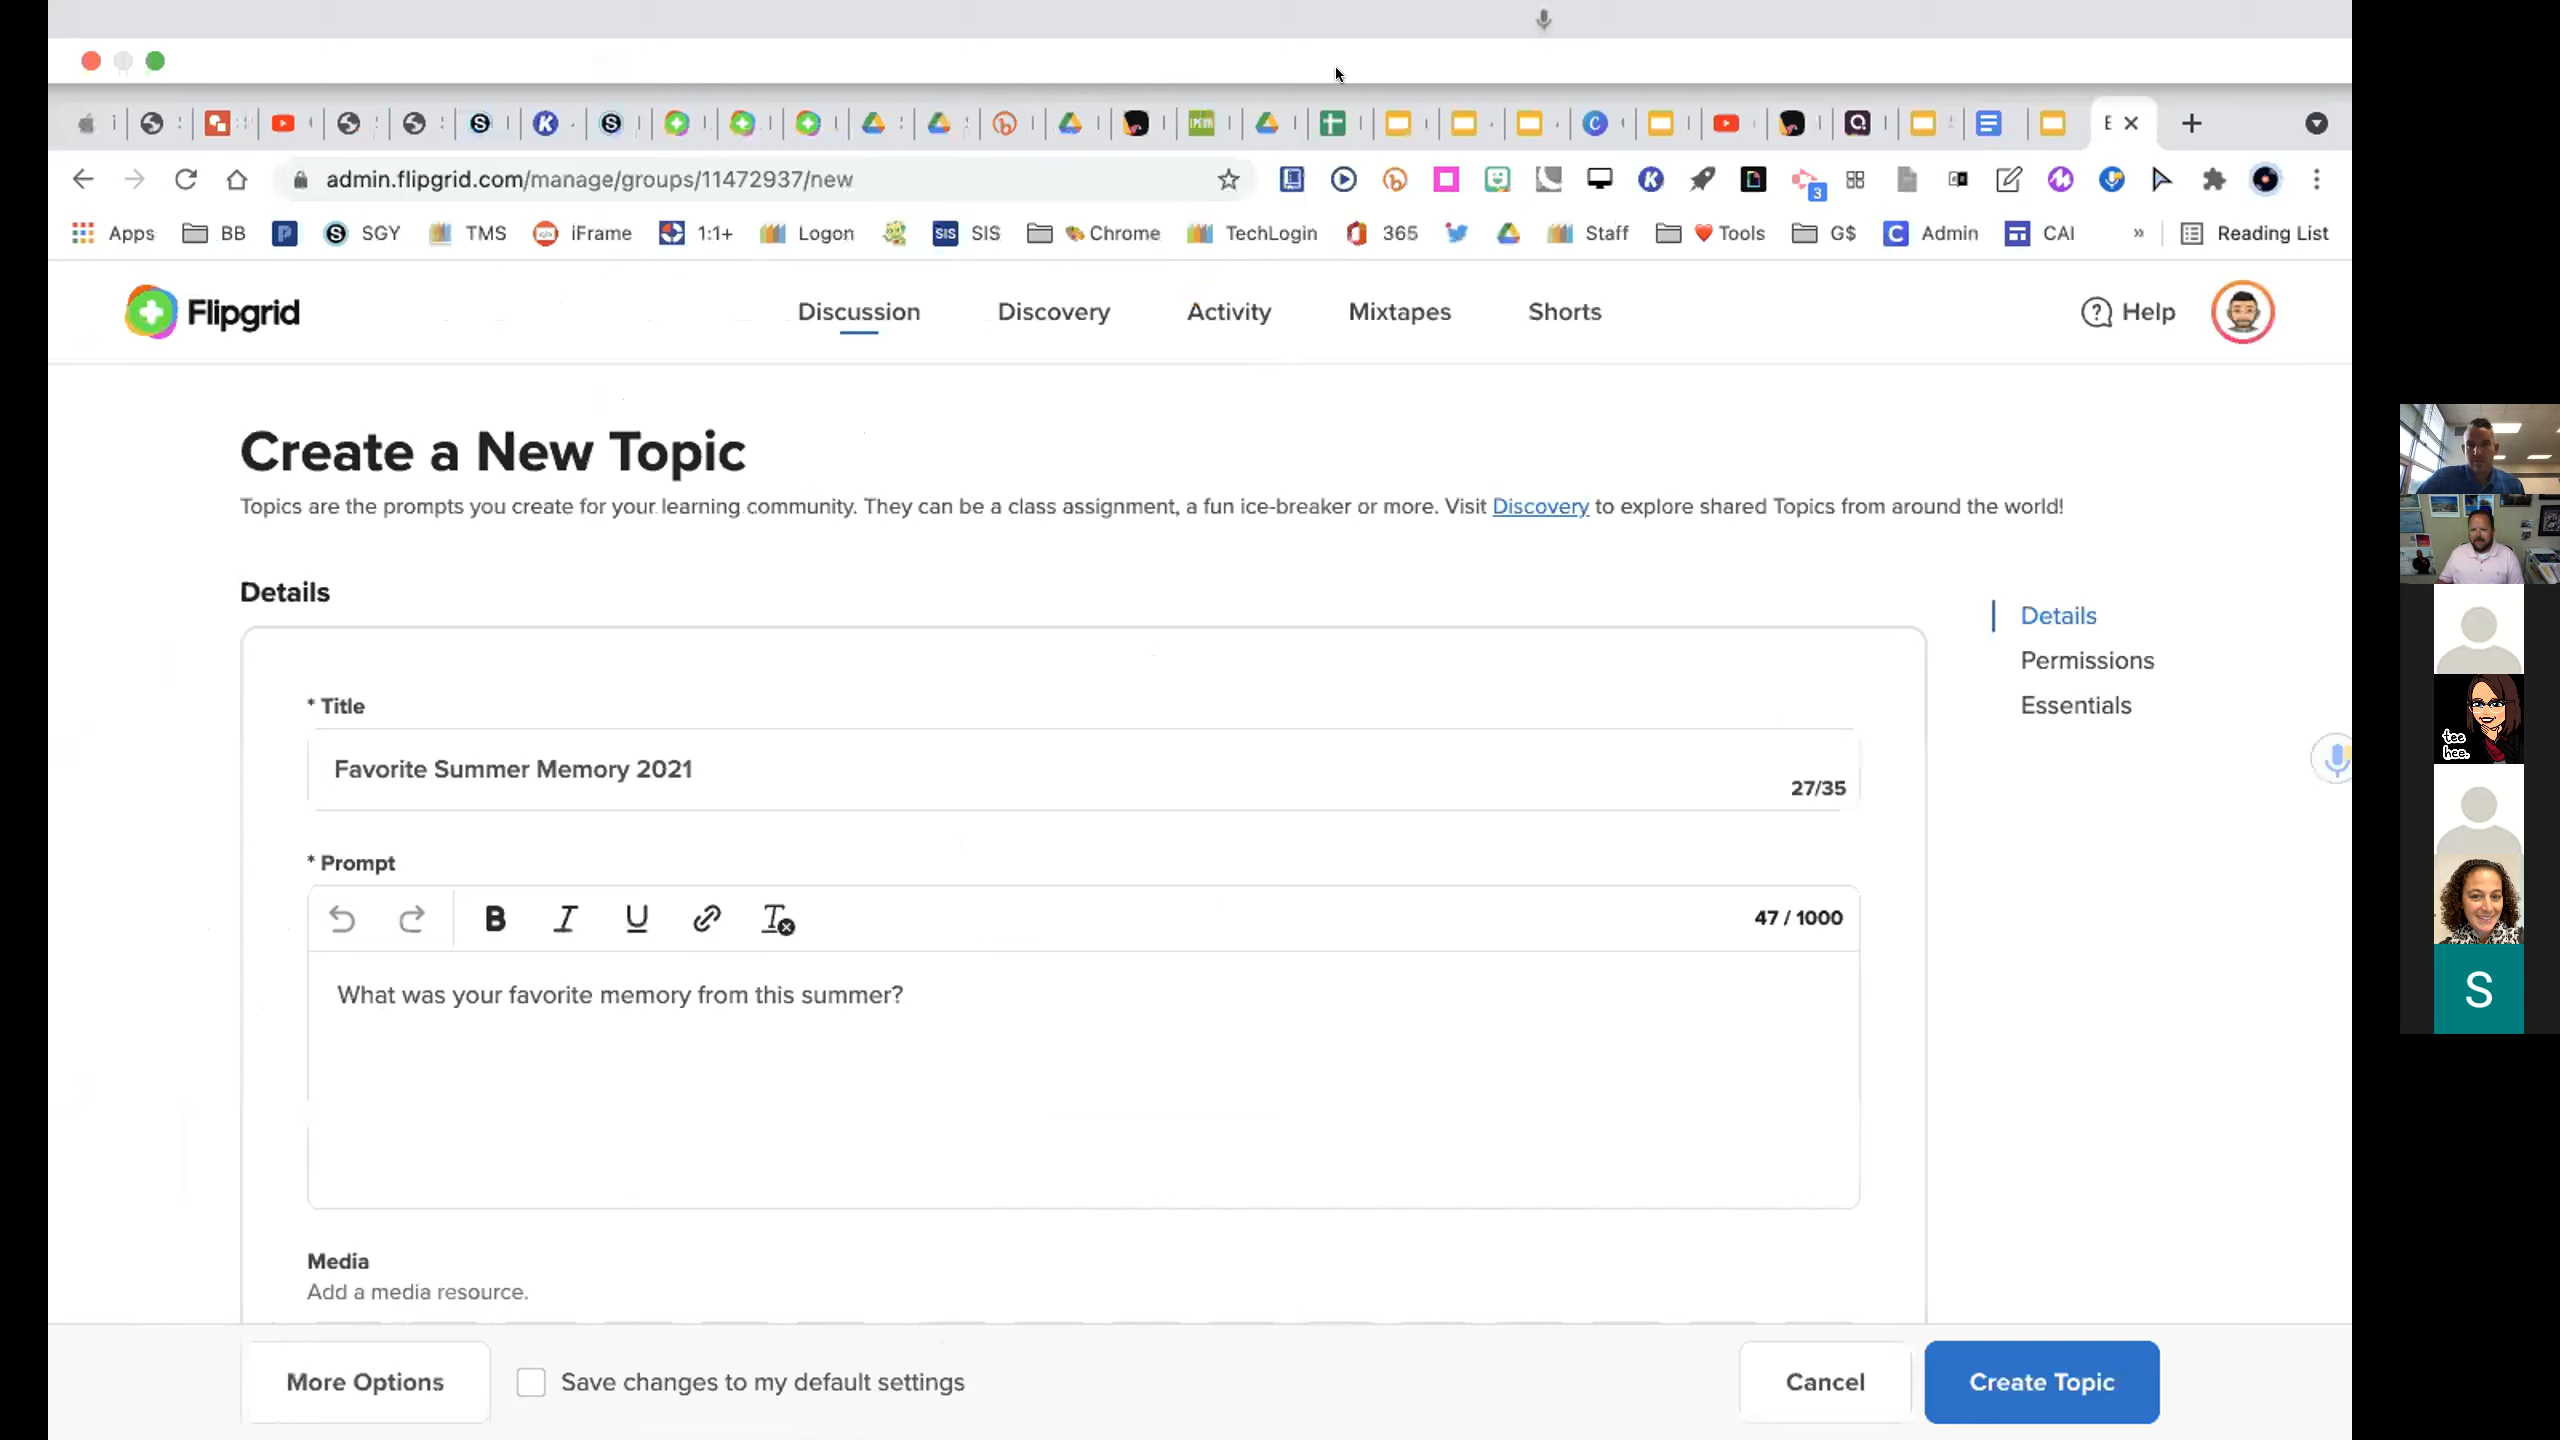 E
admin.flipgrid.com/manage/groups/11472937/new
3
Apps BB SGY TMS iFrame 1:1+ Logon SIS SIS Chrome TechLogin 365 Staff Tools G$ Admin CAI » Reading List
Flipgrid Discussion Discovery Activity Mixtapes Shorts Help
Create a New Topic
Topics are the prompts you create for your learning community. They can be a class assignment, a fun ice-breaker or more. Visit Discovery to explore shared Topics from around the world!
Details
Details
Permissions
Essentials
* Title
Favorite Summer Memory 2021
27/35
* Prompt
B I U 47 / 1000
What was your favorite memory from this summer?
Media
Add a media resource.
More Options Save changes to my default settings Cancel Create Topic
tee
hee.
S